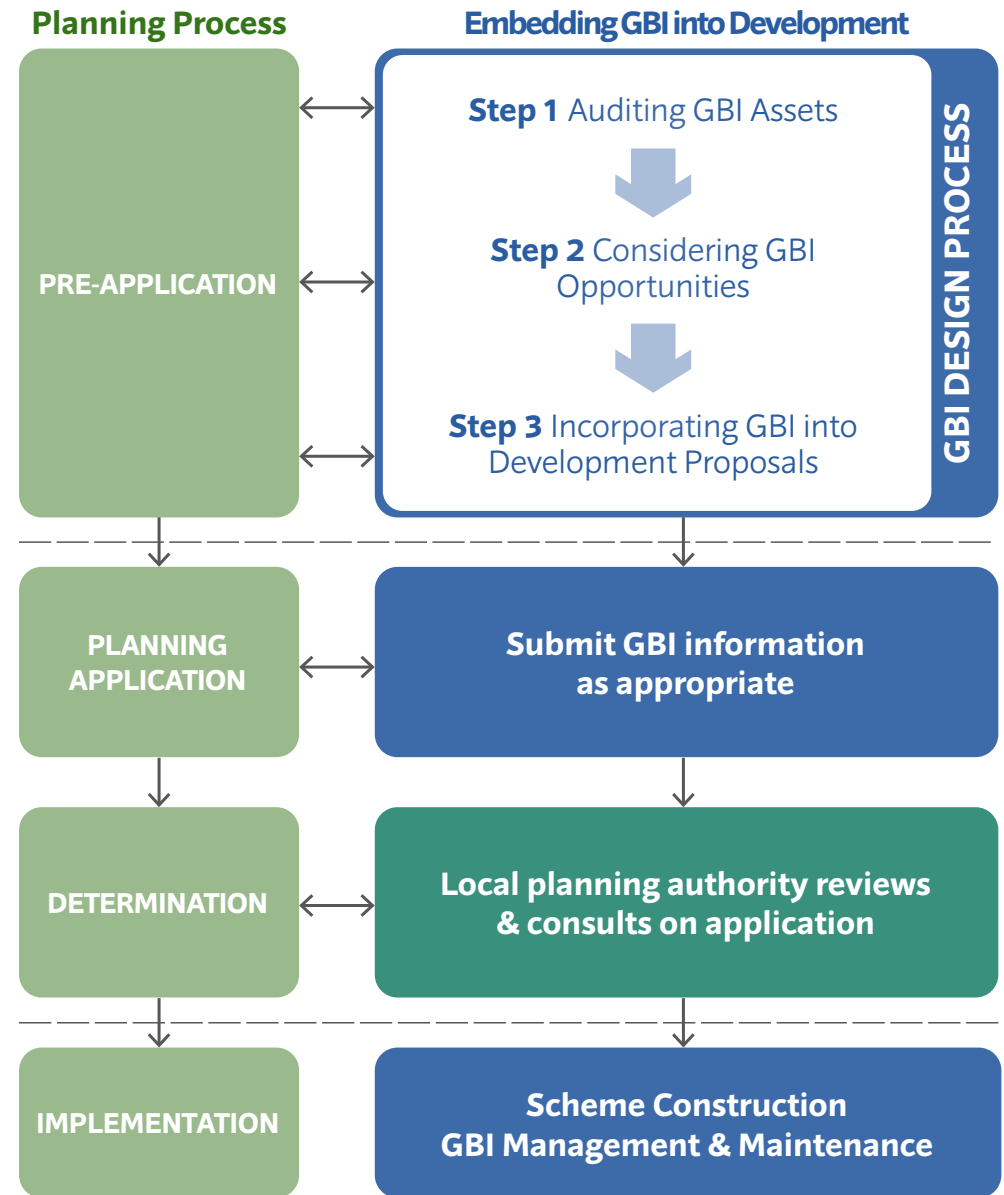 Planning Process
Embedding GBI into Development
PRE-APPLICATION
Step 1 Auditing GBI Assets
Step 2 Considering GBI
Opportunities
Step 3 Incorporating GBI into
Development Proposals
GBI DESIGN PROCESS
PLANNING
APPLICATION
Submit GBI information
as appropriate
DETERMINATION
Local planning authority reviews
& consults on application
IMPLEMENTATION
Scheme Construction
GBI Management & Maintenance